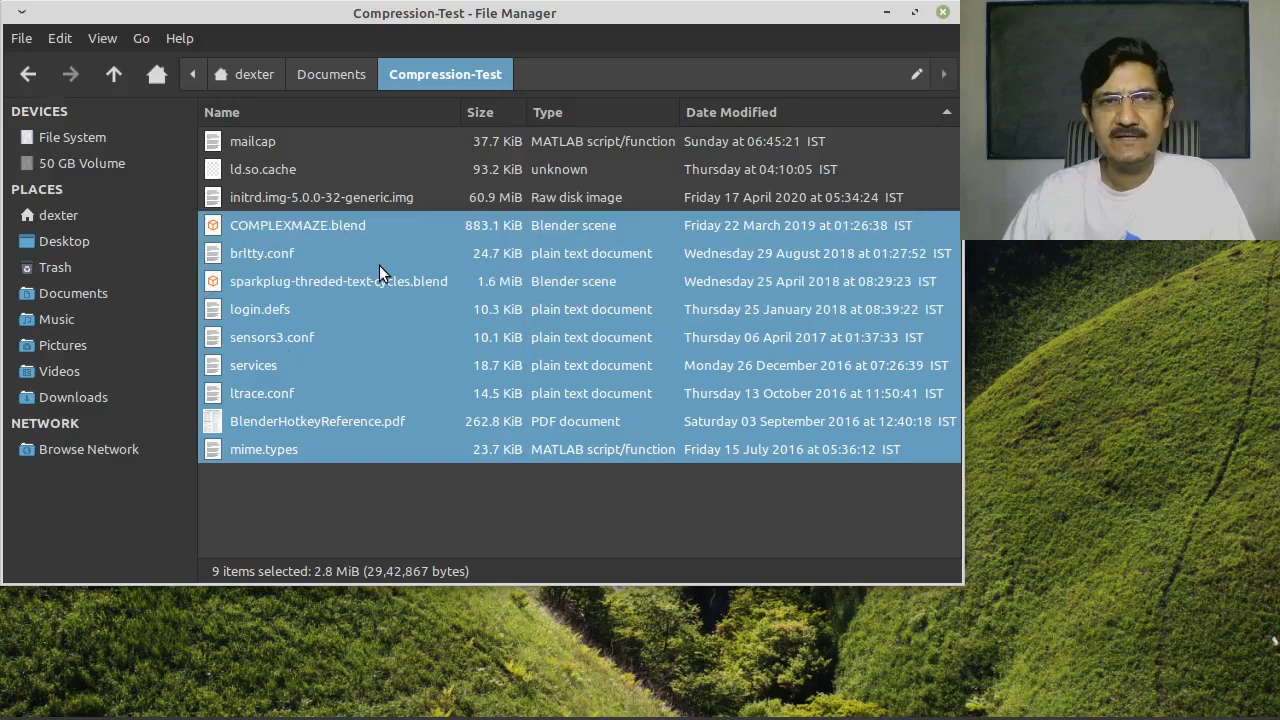 Compression-Test - File Manager
File Edit View Go Help
dexter Documents Compression-Test
DEVICES
File System
50 GB Volume
PLACES
dexter
Desktop
Trash
Documents
Music
Pictures
Videos
Downloads
NETWORK
Browse Network
Name Size Type Date Modified
mailcap 37.7 KiB MATLAB script/function Sunday at 06:45:21 IST
ld.so.cache 93.2 KiB unknown Thursday at 04:10:05 IST
initrd.img-5.0.0-32-generic.img 60.9 MiB Raw disk image Friday 17 April 2020 at 05:34:24 IST
COMPLEXMAZE.blend 883.1 KiB Blender scene Friday 22 March 2019 at 01:26:38 IST
brltty.conf 24.7 KiB plain text document Wednesday 29 August 2018 at 01:27:52 IST
sparkplug-threded-text-cycles.blend 1.6 MiB Blender scene Wednesday 25 April 2018 at 08:29:23 IST
login.defs 10.3 KiB plain text document Thursday 25 January 2018 at 08:39:22 IST
sensors3.conf 10.1 KiB plain text document Thursday 06 April 2017 at 01:37:33 IST
services 18.7 KiB plain text document Monday 26 December 2016 at 07:26:39 IST
ltrace.conf 14.5 KiB plain text document Thursday 13 October 2016 at 11:50:41 IST
BlenderHotkeyReference.pdf 262.8 KiB PDF document Saturday 03 September 2016 at 12:40:18 IST
mime.types 23.7 KiB MATLAB script/function Friday 15 July 2016 at 05:36:12 IST
9 items selected: 2.8 MiB (29,42,867 bytes)